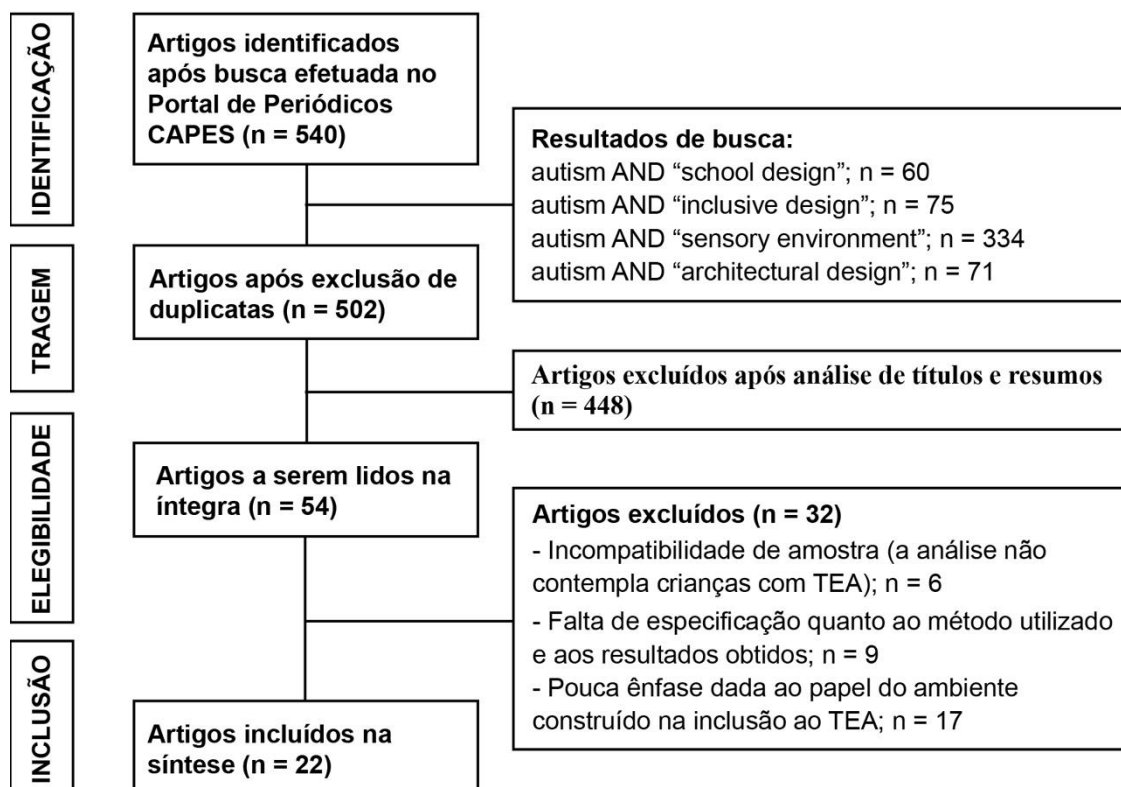 IDENTIFICAÇÃO
Artigos identificados
após busca efetuada no
Portal de Periódicos
CAPES (n = 540)
Resultados de busca:
autism AND “school design”; n = 60
autism AND “inclusive design”; n = 75
autism AND “sensory environment”; n = 334
autism AND “architectural design”; n = 71
TRAGEM
Artigos após exclusão de
duplicatas (n = 502)
Artigos excluídos após análise de títulos e resumos
(n = 448)
ELEGIBILIDADE
Artigos a serem lidos na
íntegra (n = 54)
Artigos excluídos (n = 32)
- Incompatibilidade de amostra (a análise não
contempla crianças com TEA); n = 6
- Falta de especificação quanto ao método utilizado
e aos resultados obtidos; n = 9
- Pouca ênfase dada ao papel do ambiente
construído na inclusão ao TEA; n = 17
INCLUSÃO
Artigos incluídos na
síntese (n = 22)